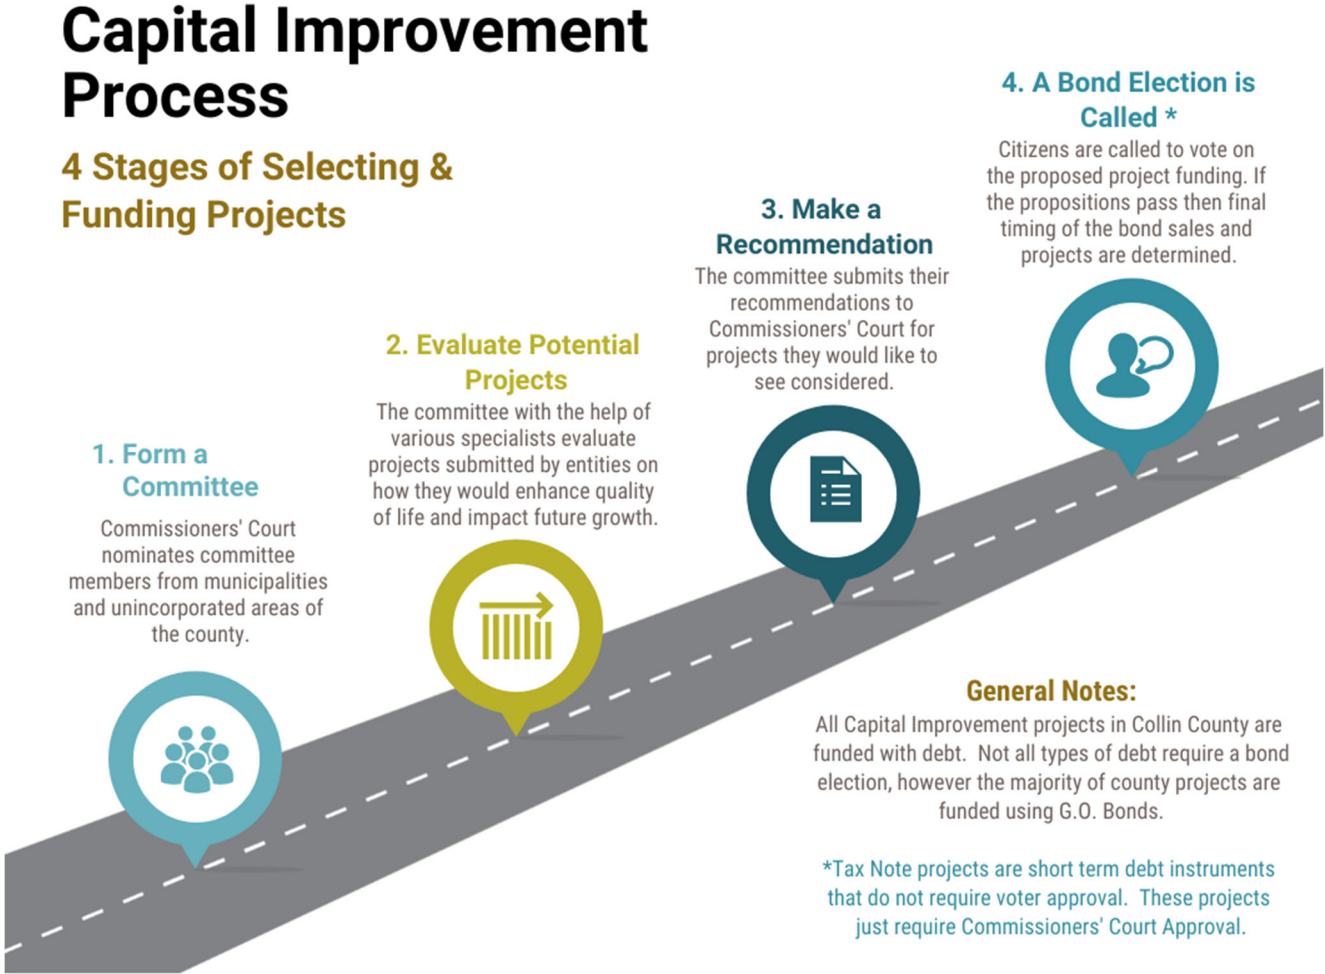 Capital Improvement
Process
4 Stages of Selecting &
Funding Projects
1. Form a
Committee
Commissioners' Court
nominates committee
members from municipalities
and unincorporated areas of
the county.
2. Evaluate Potential
Projects
The committee with the help of
various specialists evaluate
projects submitted by entities on
how they would enhance quality
of life and impact future growth.
3. Make a
Recommendation
The committee submits their
recommendations to
Commissioners' Court for
projects they would like to
see considered.
4. A Bond Election is
Called *
Citizens are called to vote on
the proposed project funding. If
the propositions pass then final
timing of the bond sales and
projects are determined.
General Notes:
All Capital Improvement projects in Collin County are
funded with debt.  Not all types of debt require a bond
election, however the majority of county projects are
funded using G.O. Bonds.
*Tax Note projects are short term debt instruments
that do not require voter approval.  These projects
just require Commissioners' Court Approval.